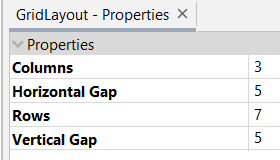 GridLayout - Properties
Properties
Columns 3
Horizontal Gap 5
Rows 7
Vertical Gap 5